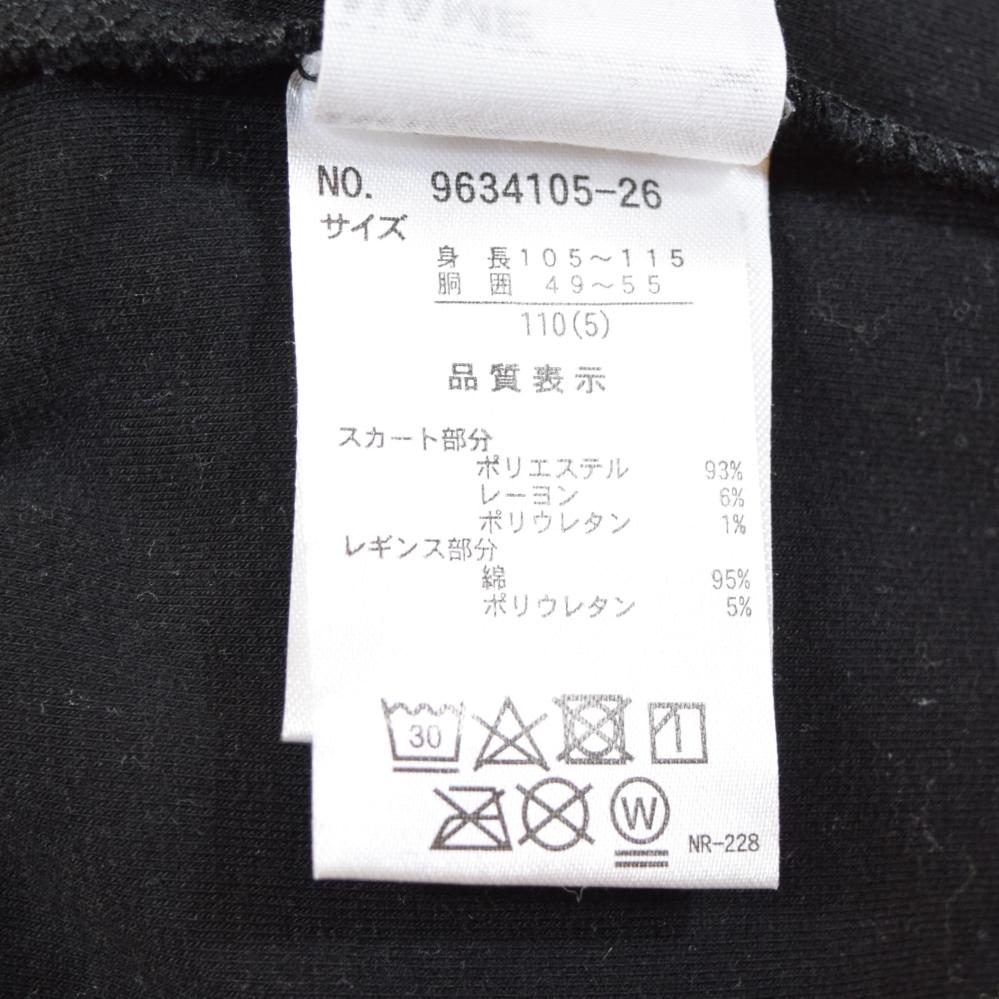 NO. 9634105-26
サイズ
身長105～115
胴囲 49～55
110(5)
品質表示
スカート部分
ポリエステル 93%
レーヨン 6%
ポリウレタン 1%
レギンス部分
綿 95%
ポリウレタン 5%
30
W
NR-228